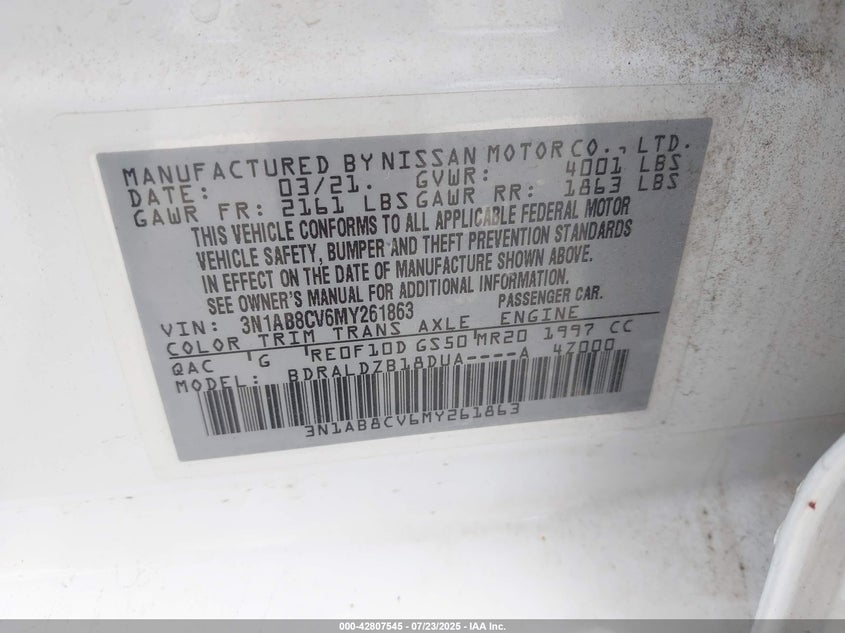 MANUFACTURED BY NISSAN MOTOR CO., LTD.
DATE: 03/21. GVWR: 4001 LBS
GAWR FR: 2161 LBS GAWR RR: 1863 LBS
THIS VEHICLE CONFORMS TO ALL APPLICABLE FEDERAL MOTOR
VEHICLE SAFETY, BUMPER AND THEFT PREVENTION STANDARDS
IN EFFECT ON THE DATE OF MANUFACTURE SHOWN ABOVE.
SEE OWNER'S MANUAL FOR ADDITIONAL INFORMATION.
VIN: 3N1AB8CV6MY261863 PASSENGER CAR.
COLOR TRIM TRANS AXLE ENGINE
QAC G RE0F10D GS50 MR20 1997 CC
MODEL: BDRALDZB18DUA----A 4Z000
3N1AB8CV6MY261863
000-42807545 - 07/23/2025 - IAA Inc.